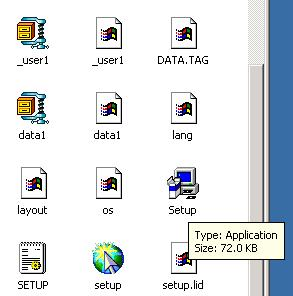 _user1
_user1
DATA.TAG
data1
data1
lang
layout
os
Setup
Type: Application
Size: 72.0 KB
SETUP
setup
setup.lid